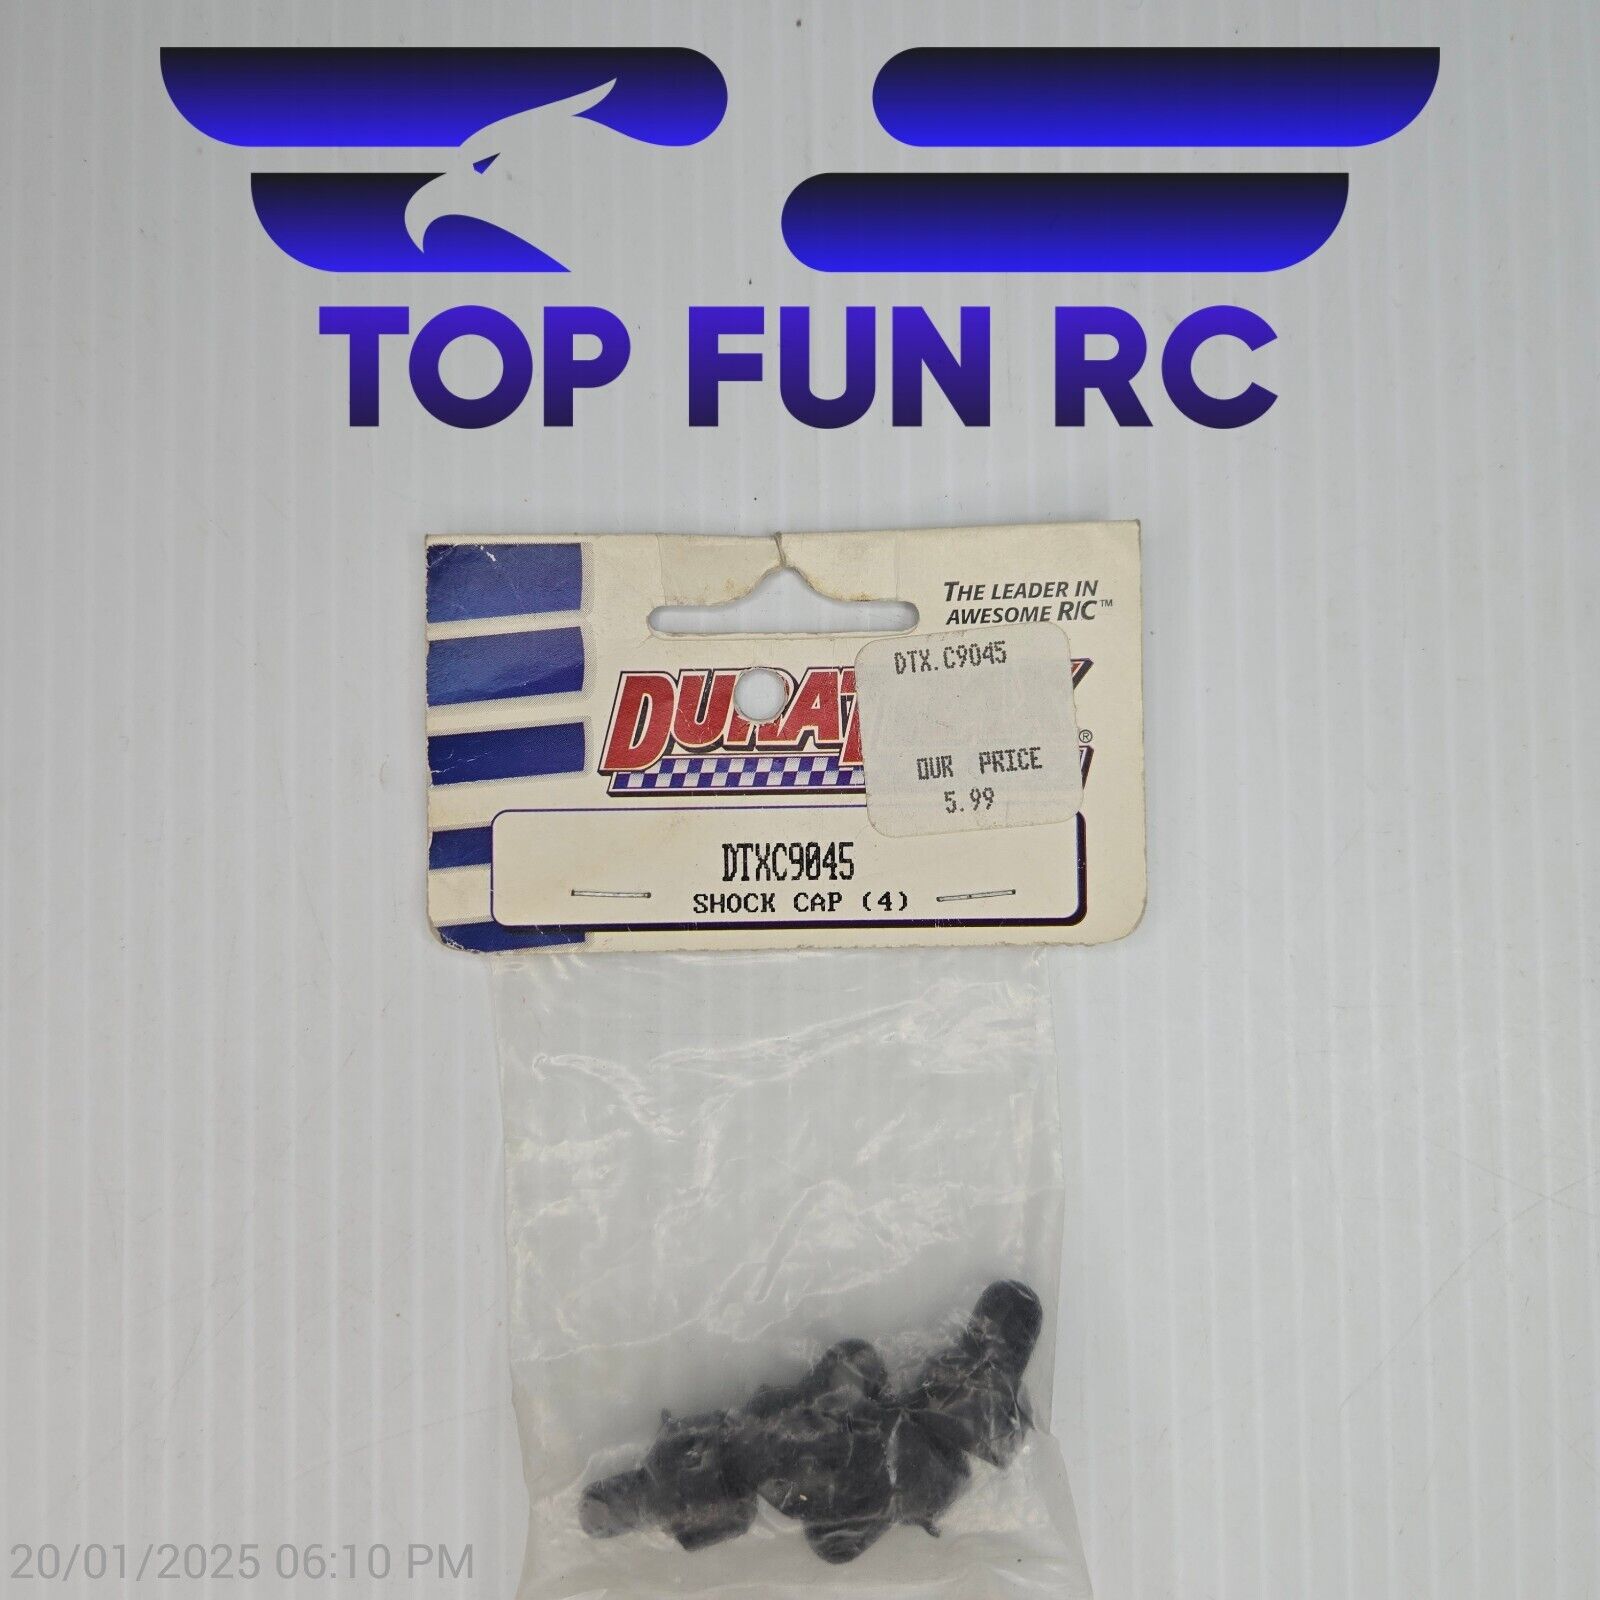 TOP FUN RC
THE LEADER IN
AWESOME R/C™
DTX.C9045
®
OUR PRICE
5.99
DTXC9045
SHOCK CAP (4)
20/01/2025 06:10 PM